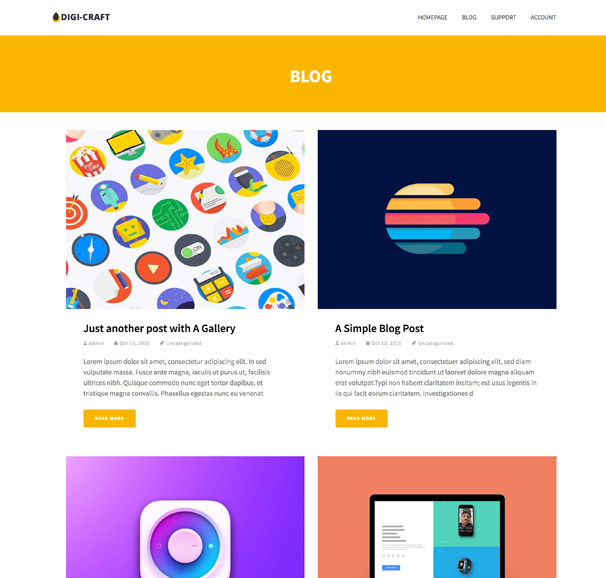 DIGI-CRAFT
HOMEPAGE BLOG SUPPORT ACCOUNT
BLOG
Just another post with A Gallery
admin Oct 13, 2015 Uncategorized
Lorem ipsum dolor sit amet, consectetur adipiscing elit. In sed
vulputate massa. Fusce ante magna, iaculis ut purus ut, facilisis
ultrices nibh. Quisque commodo nunc eget tortor dapibus, et
tristique magna convallis. Phasellus egestas nunc eu venenat
READ MORE
A Simple Blog Post
admin Oct 13, 2015 Uncategorized
Lorem ipsum dolor sit amet, consectetuer adipiscing elit, sed diam
nonummy nibh euismod tincidunt ut laoreet dolore magna aliquam
erat volutpat.Typi non habent claritatem insitam; est usus legentis in
iis qui facit eorum claritatem. Investigationes d
READ MORE